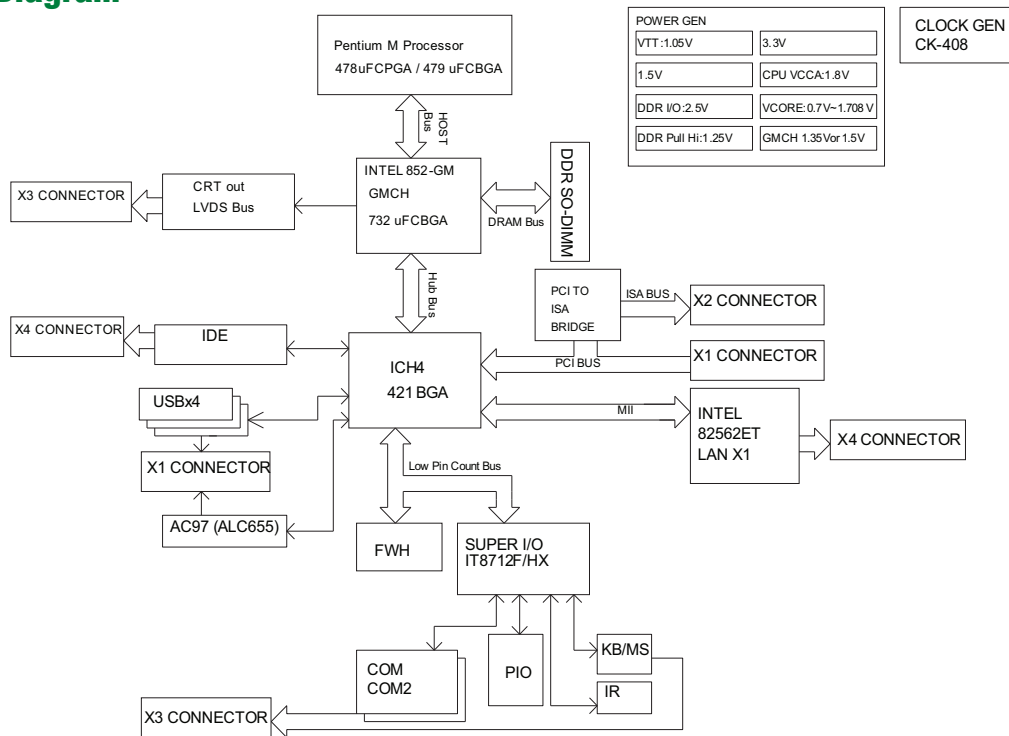 Diagram
Pentium M Processor
478uFCPGA / 479 uFCBGA
POWER GEN
VTT:1.05V
3.3V
1.5V
CPU VCCA:1.8V
DDR I/O:2.5V
VCORE:0.7V~1.708V
DDR Pull Hi:1.25V
GMCH 1.35Vor 1.5V
CLOCK GEN
CK-408
HOST
Bus
INTEL 852-GM
GMCH
732 uFCBGA
X3 CONNECTOR
CRT out
LVDS Bus
DRAM Bus
DDR SO-DIMM
Hub Bus
PCI TO
ISA
BRIDGE
ISA BUS
X2 CONNECTOR
X4 CONNECTOR
IDE
ICH4
421 BGA
PCI BUS
X1 CONNECTOR
USBx4
MII
INTEL
82562ET
LAN X1
X4 CONNECTOR
X1 CONNECTOR
Low Pin Count Bus
AC97 (ALC655)
FWH
SUPER I/O
IT8712F/HX
COM
COM2
PIO
KB/MS
IR
X3 CONNECTOR